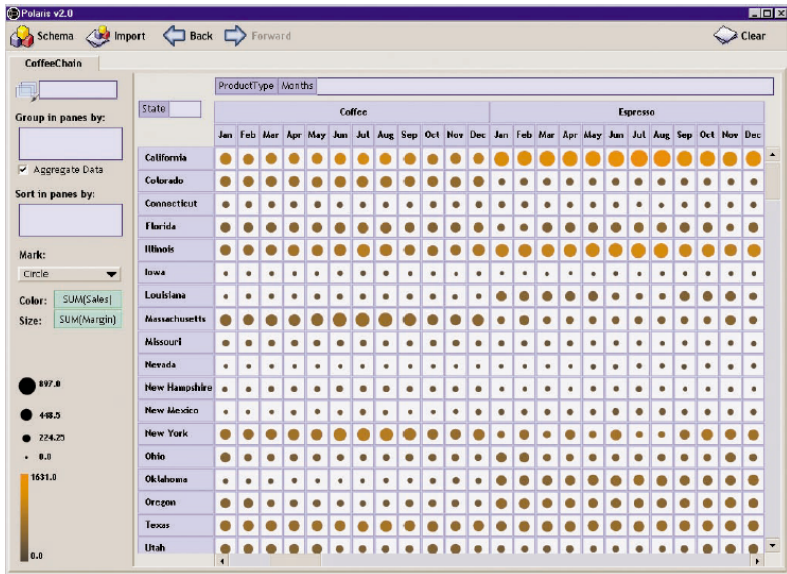 Polaris v2.0
Schema Import Back Forward Clear
CoffeeChain
ProductType Months
State
Coffee Espresso
Jan Feb Mar Apr May Jun Jul Aug Sep Oct Nov Dec Jan Feb Mar Apr May Jun Jul Aug Sep Oct Nov Dec
Group in panes by:
Aggregate Data
Sort in panes by:
Mark:
Circle
Color: SUM(Sales)
Size: SUM(Margin)
897.0
448.5
224.25
0.0
1631.0
0.0
California
Colorado
Connecticut
Florida
Illinois
Iowa
Louisiana
Massachusetts
Missouri
Nevada
New Hampshire
New Mexico
New York
Ohio
Oklahoma
Oregon
Texas
Utah